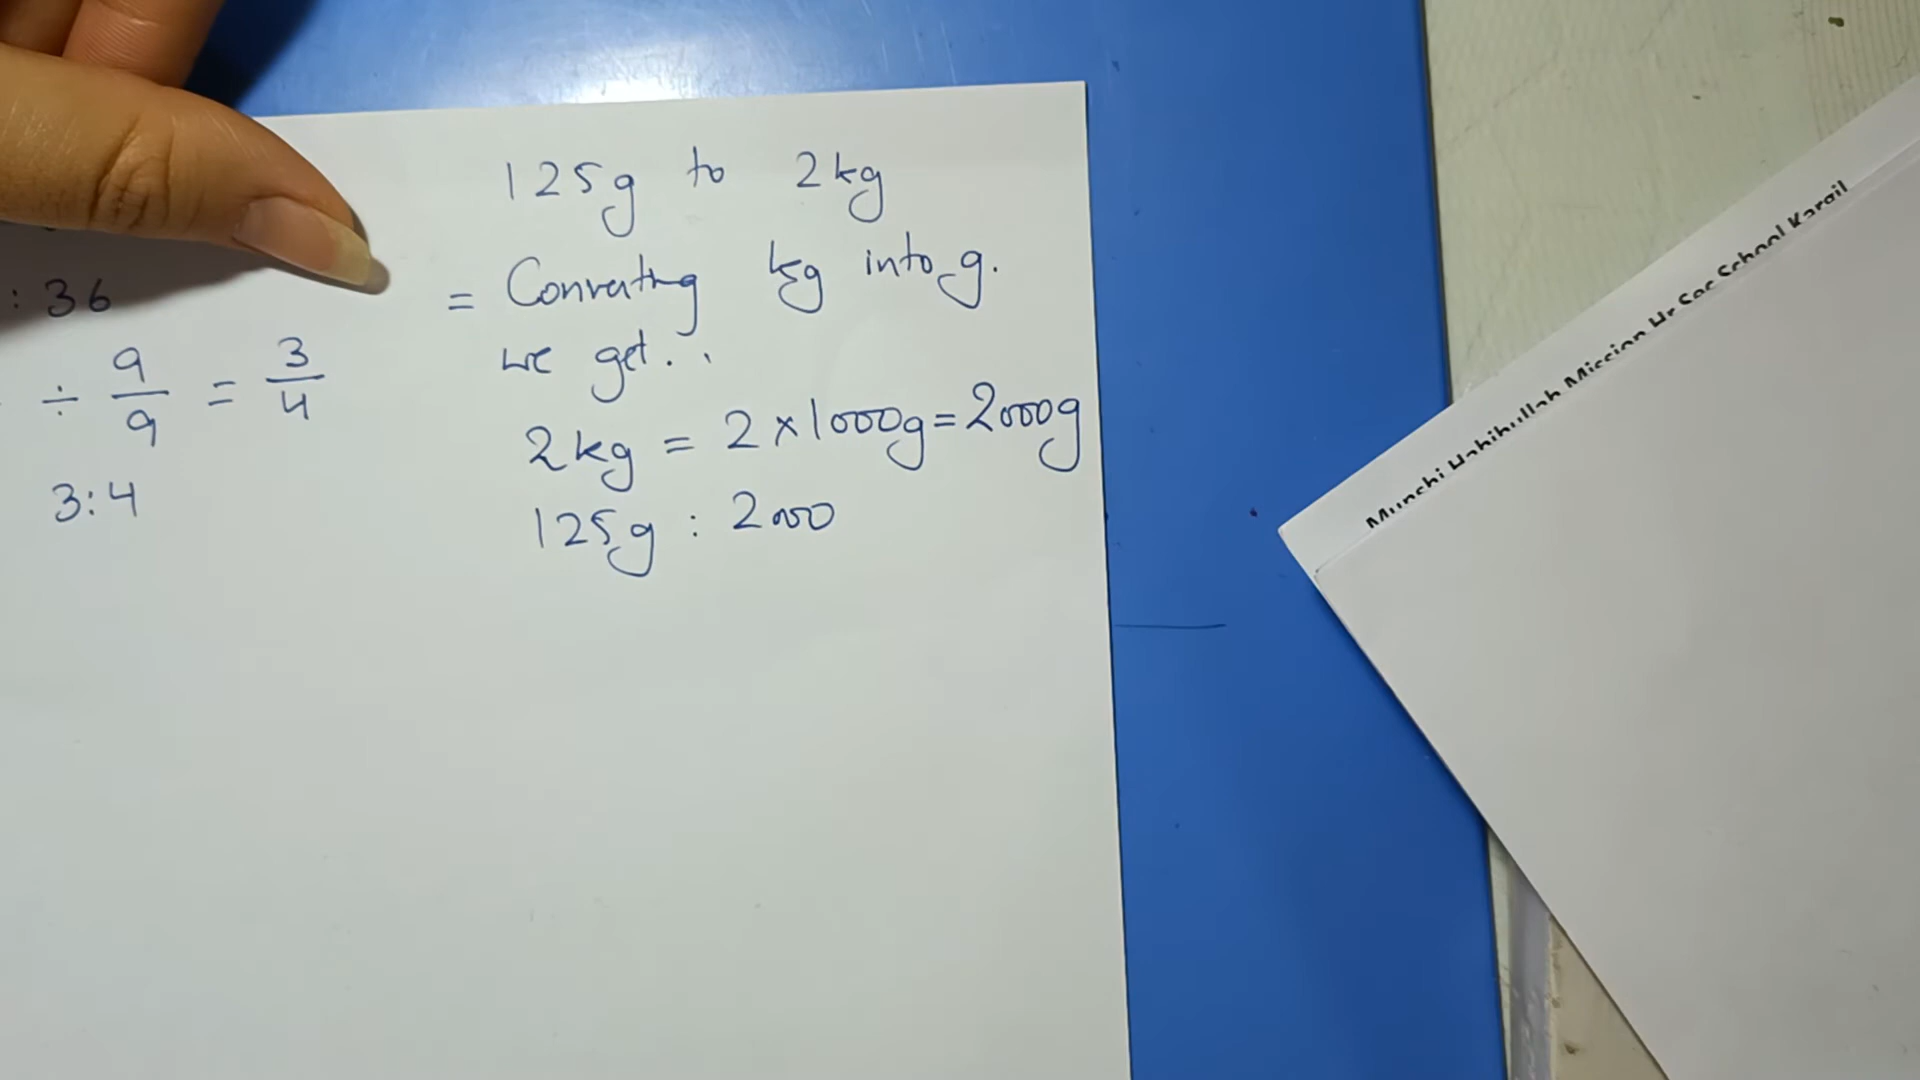 : 36
÷ 9/9 = 3/4
3:4
125g to 2kg
= Converting kg into g.
we get..
2kg = 2×1000g=2000g
125g : 2000
Munshi Habibullah Mission Hr Sec School Karail